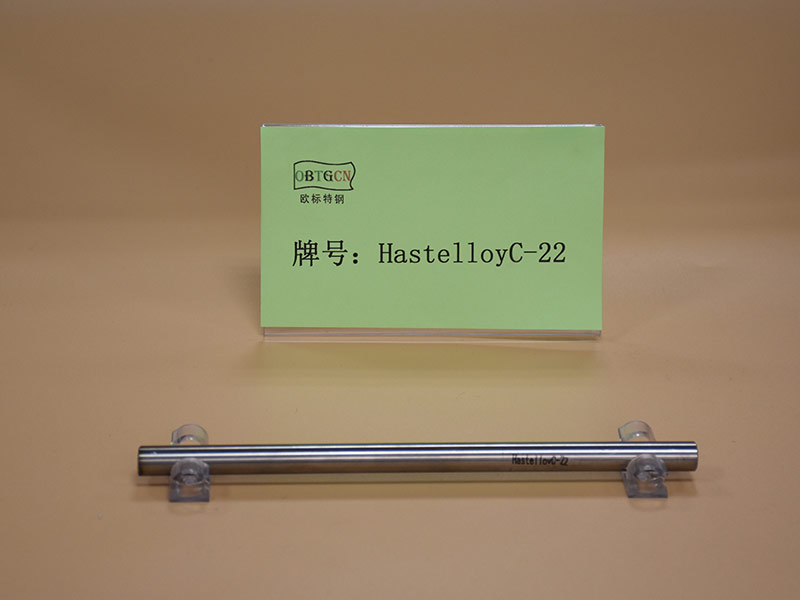 OBTGCN
欧标特钢
牌号：HastelloyC-22
HastelloyC-22